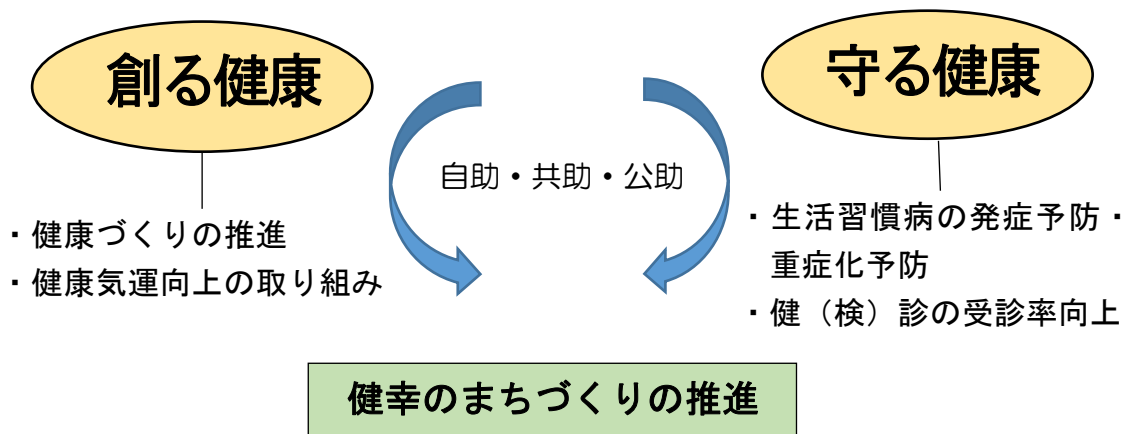 創る健康
・健康づくりの推進
・健康気運向上の取り組み
自助・共助・公助
守る健康
・生活習慣病の発症予防・
重症化予防
・健（検）診の受診率向上
健幸のまちづくりの推進